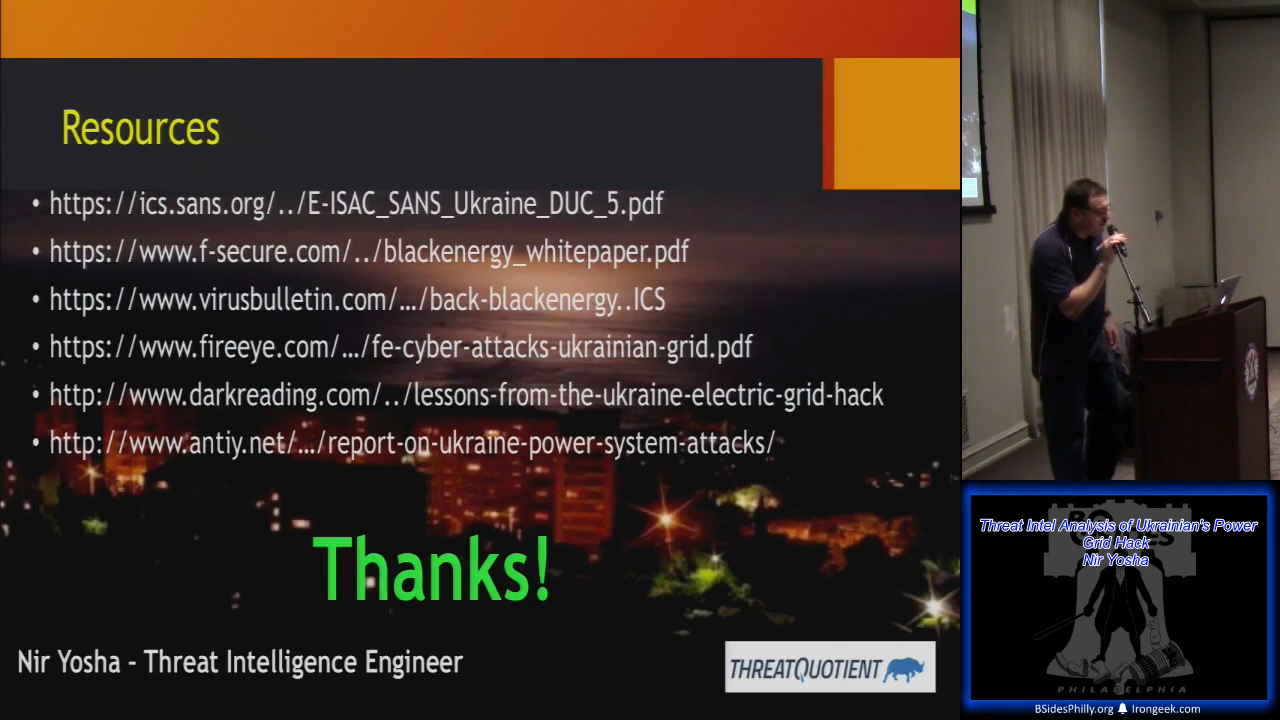 Resources
• https://ics.sans.org/../E-ISAC_SANS_Ukraine_DUC_5.pdf
• https://www.f-secure.com/../blackenergy_whitepaper.pdf
• https://www.virusbulletin.com/…/back-blackenergy..ICS
• https://www.fireeye.com/…/fe-cyber-attacks-ukrainian-grid.pdf
• http://www.darkreading.com/../lessons-from-the-ukraine-electric-grid-hack
• http://www.antiy.net/…/report-on-ukraine-power-system-attacks/
Thanks!
Nir Yosha - Threat Intelligence Engineer
THREATQUOTIENT
Threat Intel Analysis of Ukrainian's Power
Grid Hack
Nir Yosha
PHILADELPHIA
BSidesPhilly.org Irongeek.com